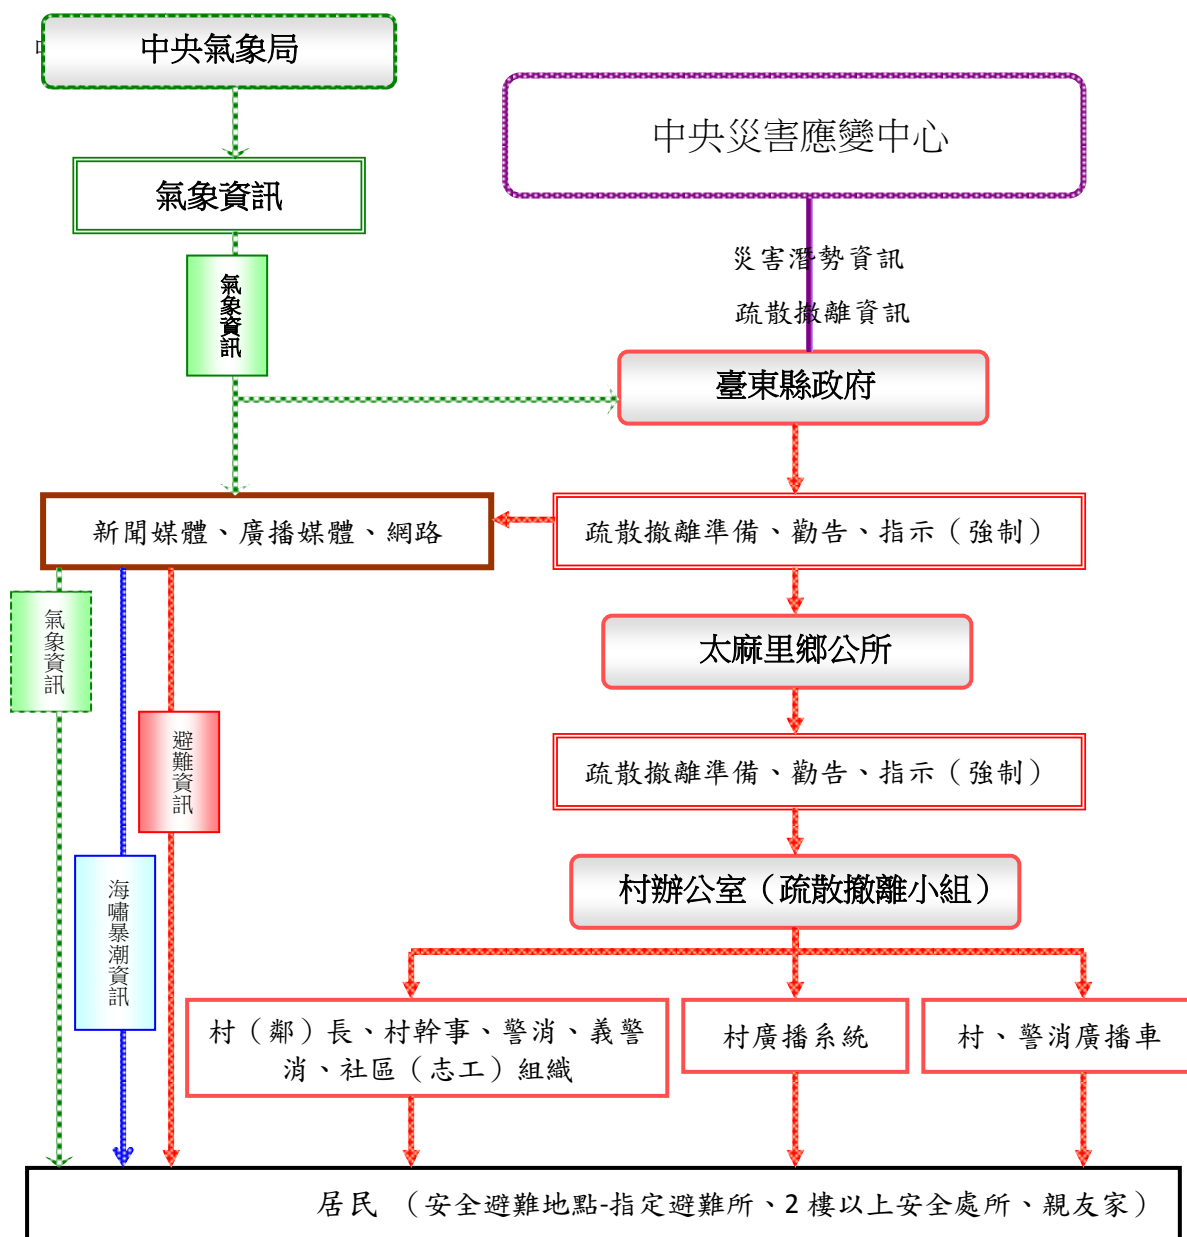 中央氣象局
中央災害應變中心
氣象資訊
災害潛勢資訊
氣象資訊
疏散撤離資訊
臺東縣政府
新聞媒體、廣播媒體、網路
疏散撤離準備、勸告、指示（強制）
氣象資訊
太麻里鄉公所
避難資訊
疏散撤離準備、勸告、指示（強制）
海嘯暴潮資訊
村辦公室（疏散撤離小組）
村（鄰）長、村幹事、警消、義警
消、社區（志工）組織
村廣播系統
村、警消廣播車
居民 （安全避難地點-指定避難所、2 樓以上安全處所、親友家）